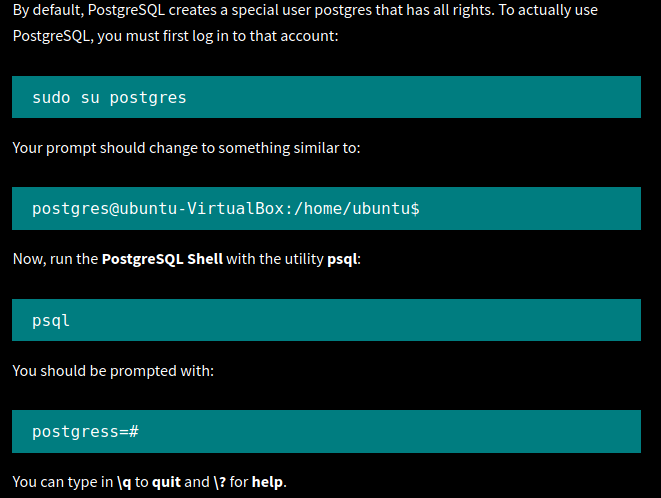 By default, PostgreSQL creates a special user postgres that has all rights. To actually use
PostgreSQL, you must first log in to that account:
sudo su postgres
Your prompt should change to something similar to:
postgres@ubuntu-VirtualBox:/home/ubuntu$
Now, run the PostgreSQL Shell with the utility psql:
psql
You should be prompted with:
postgress=#
You can type in \q to quit and \? for help.